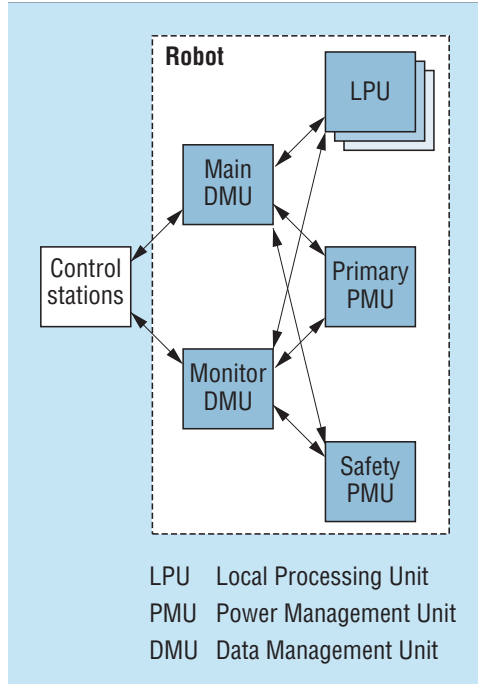 Robot
LPU
Main
DMU
Control
stations
Primary
PMU
Monitor
DMU
Safety
PMU
LPU Local Processing Unit
PMU Power Management Unit
DMU Data Management Unit